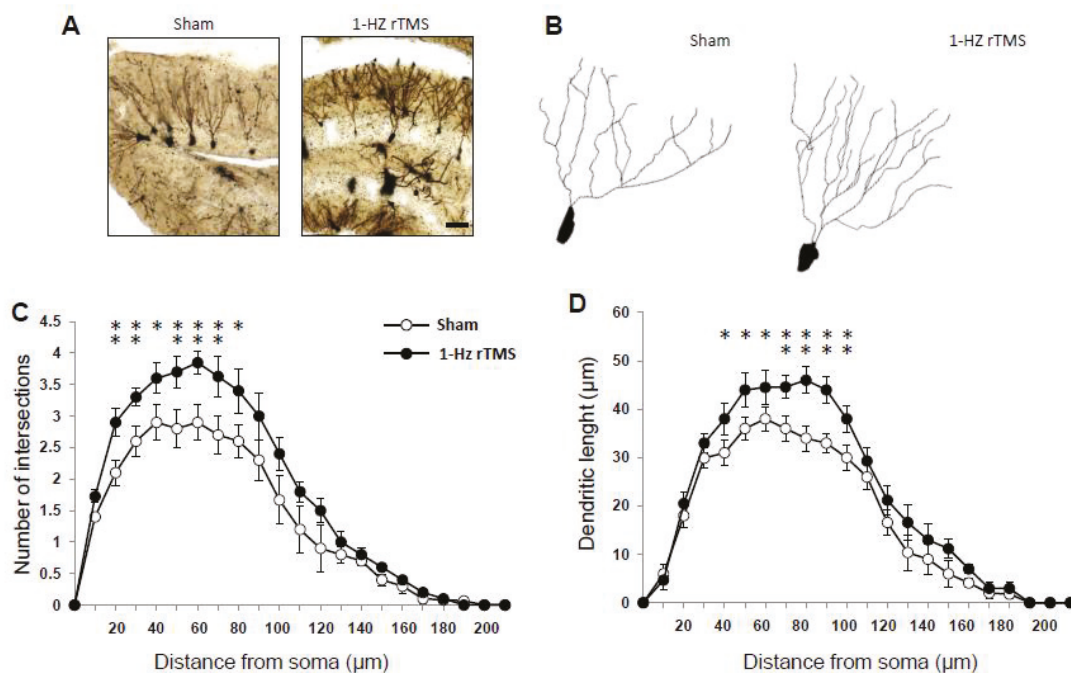 A
Sham
1-HZ rTMS
B
Sham
1-HZ rTMS
C
Number of intersections
4.5
4
3.5
3
2.5
2
1.5
1
0.5
0
* * * * * * *
* * * * *
Sham
1-Hz rTMS
20 40 60 80 100 120 140 160 180 200
Distance from soma (µm)
D
Dendritic lenght (µm)
60
50
40
30
20
10
0
* * * * * * *
* * * *
20 40 60 80 100 120 140 160 180 200
Distance from soma (µm)